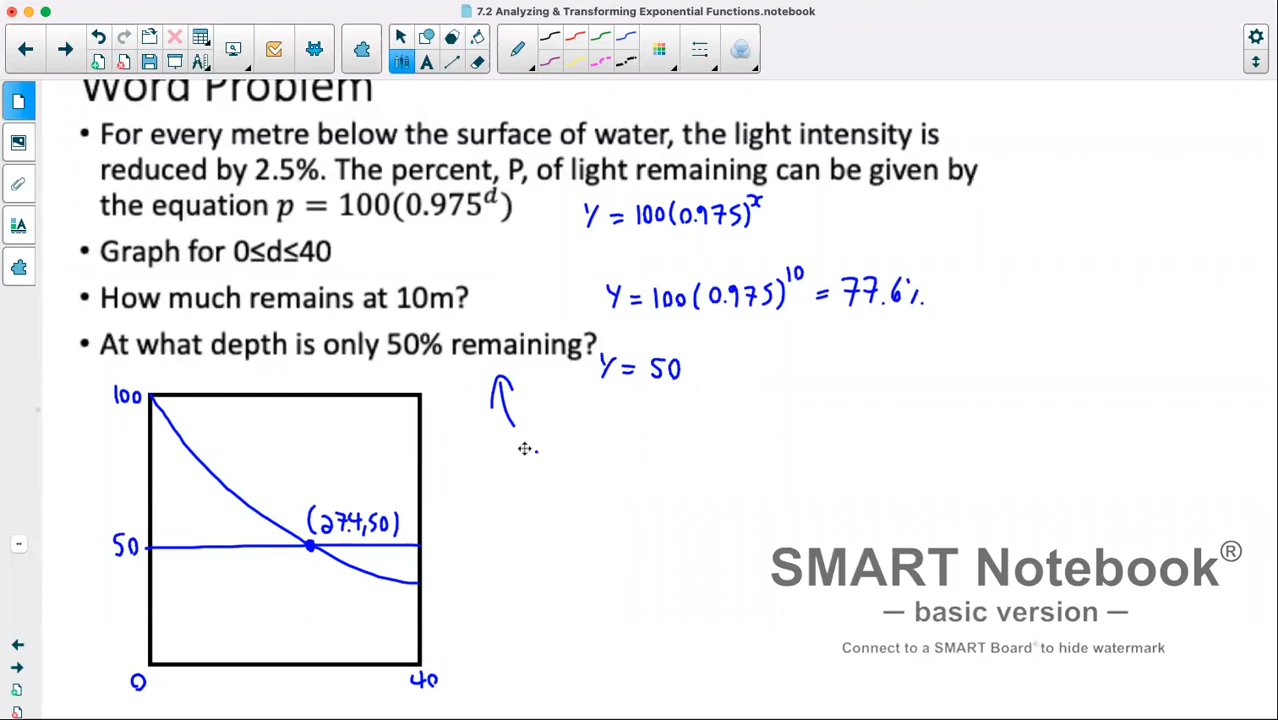 7.2 Analyzing & Transforming Exponential Functions.notebook
Word Problem
• For every metre below the surface of water, the light intensity is
reduced by 2.5%. The percent, P, of light remaining can be given by
the equation p = 100(0.975^d)
y = 100(0.975)^x
• Graph for 0≤d≤40
• How much remains at 10m?
y = 100(0.975)^10 = 77.6%
• At what depth is only 50% remaining?
y = 50
100
(27.4,50)
50
0
40
SMART Notebook®
— basic version —
Connect to a SMART Board® to hide watermark